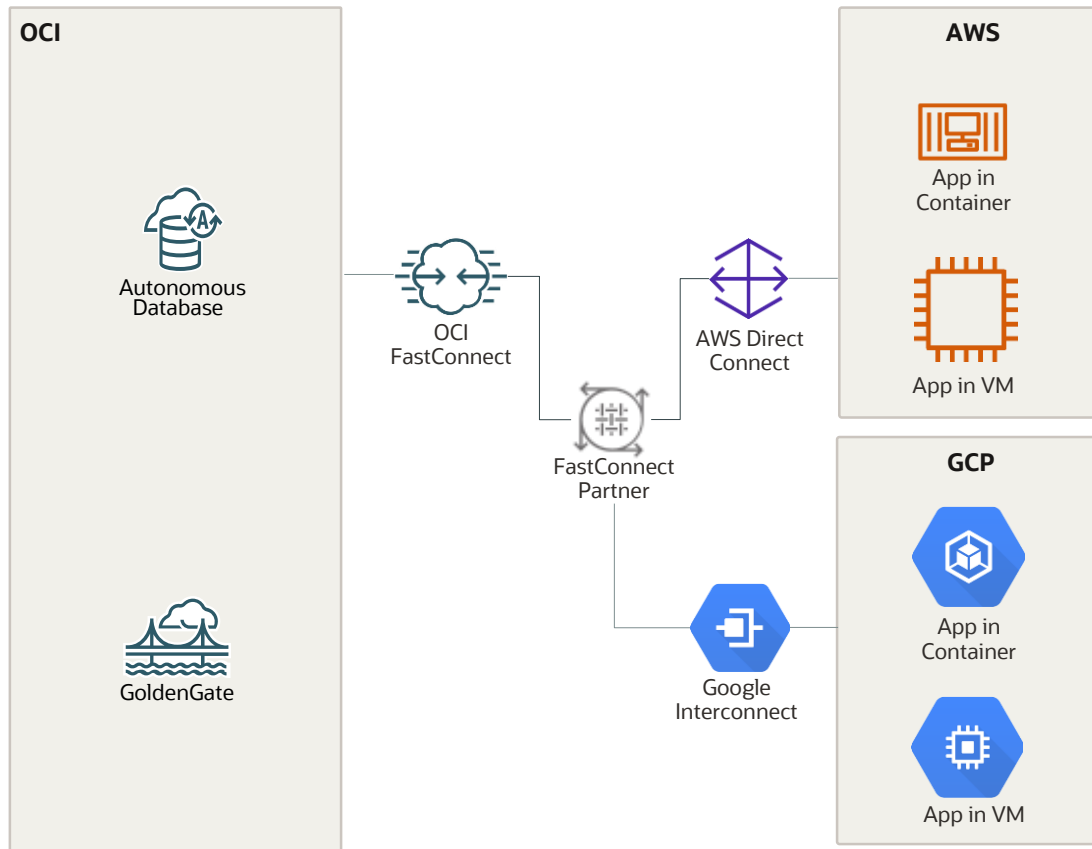 OCI
Autonomous
Database
GoldenGate
OCI
FastConnect
FastConnect
Partner
AWS Direct
Connect
Google
Interconnect
AWS
App in
Container
App in VM
GCP
App in
Container
App in VM